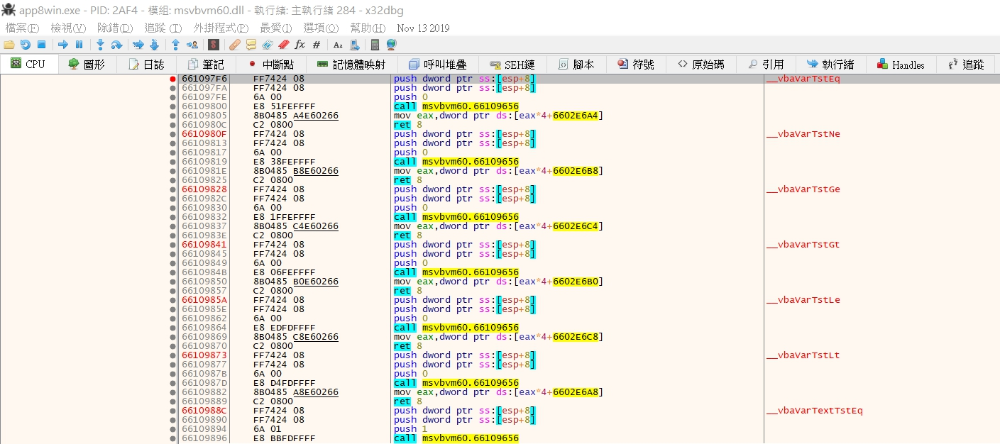 app8win.exe - PID: 2AF4 - 模組: msvbvm60.dll - 執行緒: 主執行緒 284 - x32dbg
檔案(F) 檢視(V) 除錯(D) 追蹤 (T) 外掛程式(P) 最愛(I) 選項(O) 幫助(H) Nov 13 2019
CPU 圖形 日誌 筆記 中斷點 記憶體映射 呼叫堆疊 SEH鏈 腳本 符號 原始碼 引用 執行緒 Handles 追蹤
661097F6 FF7424 08 push dword ptr ss:[esp+8] __vbaVarTstEq
661097FA FF7424 08 push dword ptr ss:[esp+8]
661097FE 6A 00 push 0
66109800 E8 51FEFFFF call msvbvm60.66109656
66109805 8B0485 A4E60266 mov eax,dword ptr ds:[eax*4+6602E6A4]
6610980C C2 0800 ret 8
6610980F FF7424 08 push dword ptr ss:[esp+8] __vbaVarTstNe
66109813 FF7424 08 push dword ptr ss:[esp+8]
66109817 6A 00 push 0
66109819 E8 38FEFFFF call msvbvm60.66109656
6610981E 8B0485 B8E60266 mov eax,dword ptr ds:[eax*4+6602E6B8]
66109825 C2 0800 ret 8
66109828 FF7424 08 push dword ptr ss:[esp+8] __vbaVarTstGe
6610982C FF7424 08 push dword ptr ss:[esp+8]
66109830 6A 00 push 0
66109832 E8 1FFEFFFF call msvbvm60.66109656
66109837 8B0485 C4E60266 mov eax,dword ptr ds:[eax*4+6602E6C4]
6610983E C2 0800 ret 8
66109841 FF7424 08 push dword ptr ss:[esp+8] __vbaVarTstGt
66109845 FF7424 08 push dword ptr ss:[esp+8]
66109849 6A 00 push 0
6610984B E8 06FEFFFF call msvbvm60.66109656
66109850 8B0485 B0E60266 mov eax,dword ptr ds:[eax*4+6602E6B0]
66109857 C2 0800 ret 8
6610985A FF7424 08 push dword ptr ss:[esp+8] __vbaVarTstLe
6610985E FF7424 08 push dword ptr ss:[esp+8]
66109862 6A 00 push 0
66109864 E8 EDFDFFFF call msvbvm60.66109656
66109869 8B0485 C8E60266 mov eax,dword ptr ds:[eax*4+6602E6C8]
66109870 C2 0800 ret 8
66109873 FF7424 08 push dword ptr ss:[esp+8] __vbaVarTstLt
66109877 FF7424 08 push dword ptr ss:[esp+8]
6610987B 6A 00 push 0
6610987D E8 D4FDFFFF call msvbvm60.66109656
66109882 8B0485 A8E60266 mov eax,dword ptr ds:[eax*4+6602E6A8]
66109889 C2 0800 ret 8
6610988C FF7424 08 push dword ptr ss:[esp+8] __vbaVarTextTstEq
66109890 FF7424 08 push dword ptr ss:[esp+8]
66109894 6A 01 push 1
66109896 E8 BBFDFFFF call msvbvm60.66109656